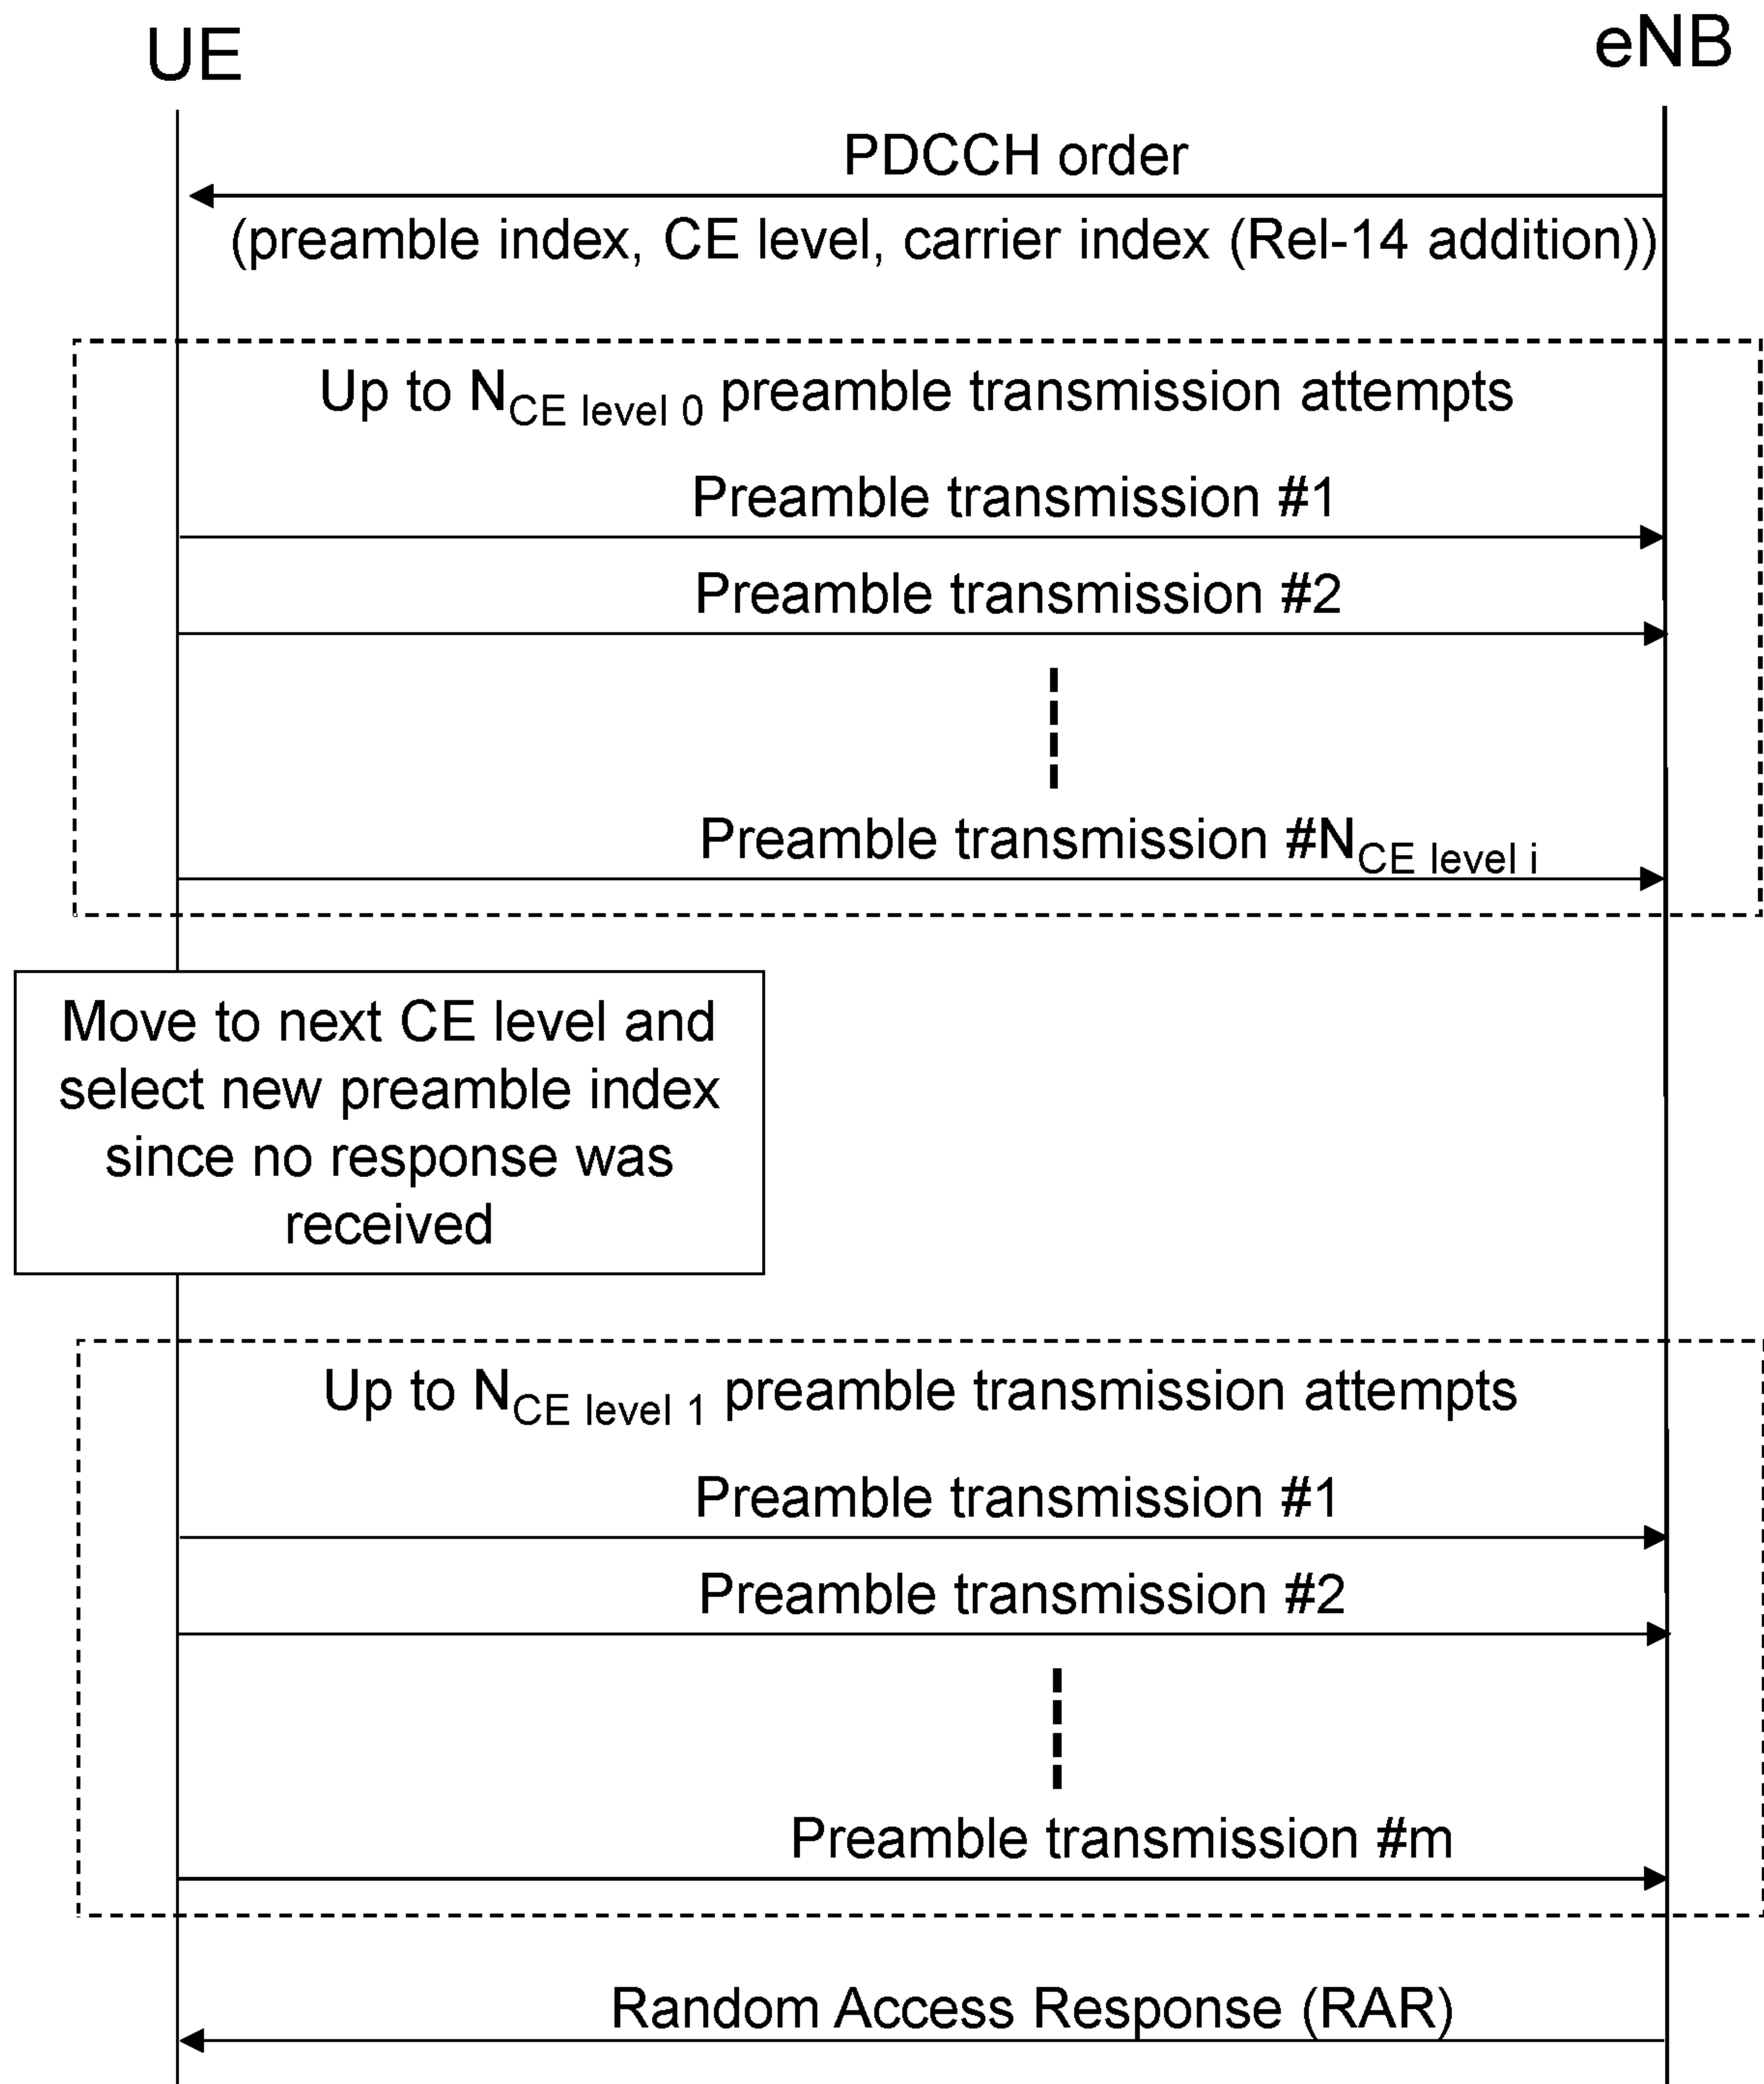 UE
eNB
PDCCH order
(preamble index, CE level, carrier index (Rel-14 addition))
Up to N_CE level 0 preamble transmission attempts
Preamble transmission #1
Preamble transmission #2
Preamble transmission #N_CE level i
Move to next CE level and
select new preamble index
since no response was
received
Up to N_CE level 1 preamble transmission attempts
Preamble transmission #1
Preamble transmission #2
Preamble transmission #m
Random Access Response (RAR)